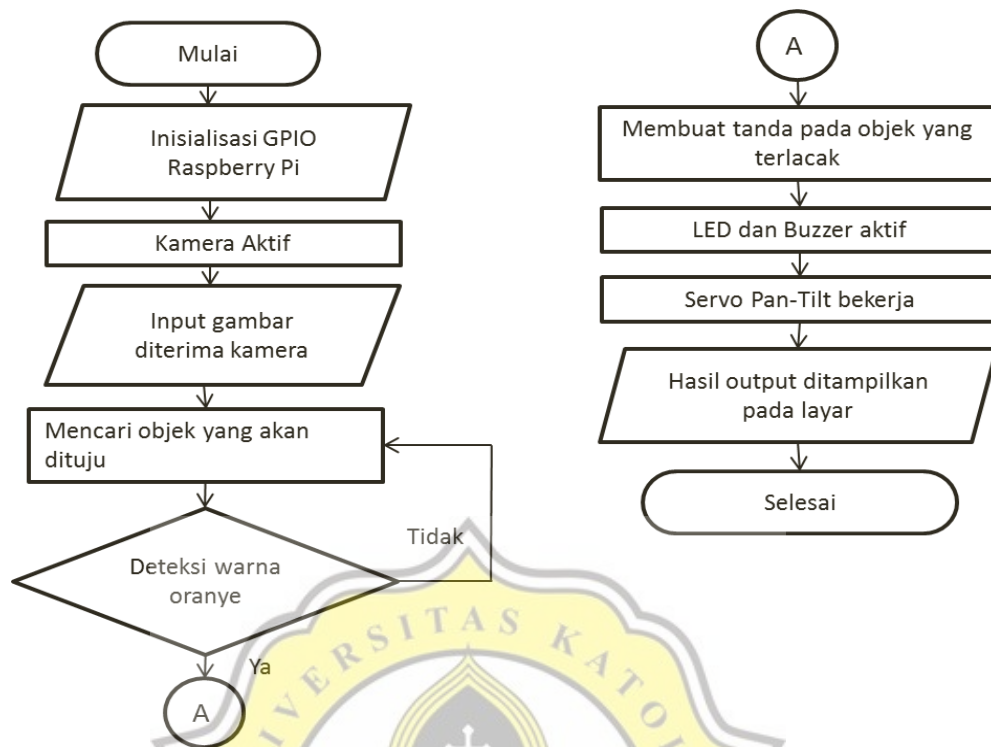 Mulai
Inisialisasi GPIO
Raspberry Pi
Kamera Aktif
Input gambar
diterima kamera
Mencari objek yang akan
dituju
Deteksi warna
oranye
Tidak
Ya
A
A
Membuat tanda pada objek yang
terlacak
LED dan Buzzer aktif
Servo Pan-Tilt bekerja
Hasil output ditampilkan
pada layar
Selesai